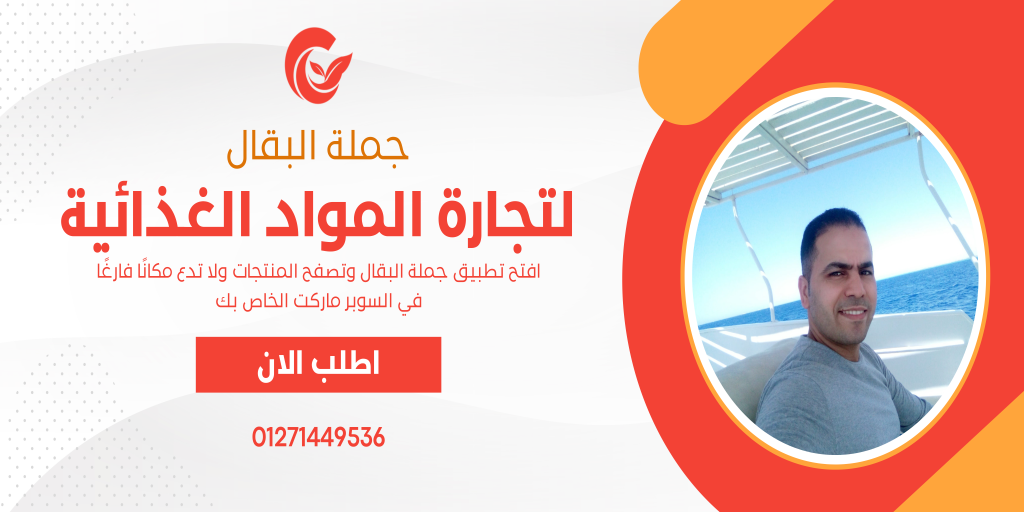 جملة البقال
لتجارة المواد الغذائية
افتح تطبيق جملة البقال وتصفح المنتجات ولا تدع مكانًا فارغًا
في السوبر ماركت الخاص بك
اطلب الان
01271449536